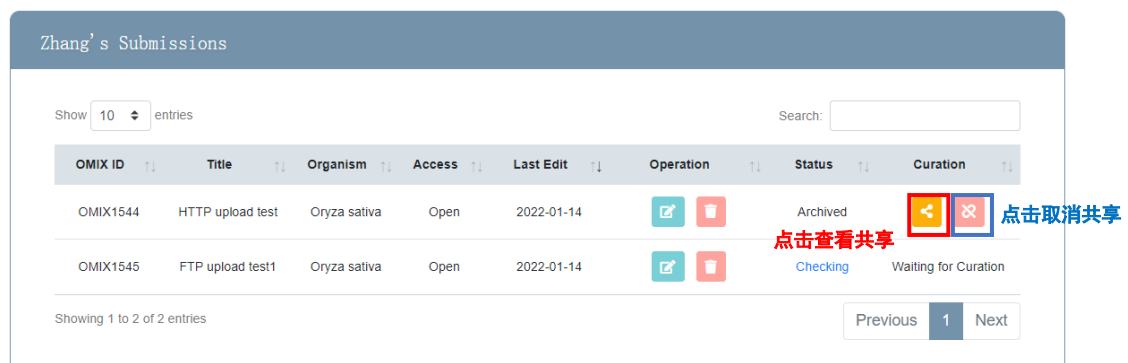 Zhang's Submissions
Show 10 entries Search:
OMIX ID Title Organism Access Last Edit Operation Status Curation
OMIX1544 HTTP upload test Oryza sativa Open 2022-01-14 Archived 点击取消共享
点击查看共享
OMIX1545 FTP upload test1 Oryza sativa Open 2022-01-14 Checking Waiting for Curation
Showing 1 to 2 of 2 entries Previous 1 Next